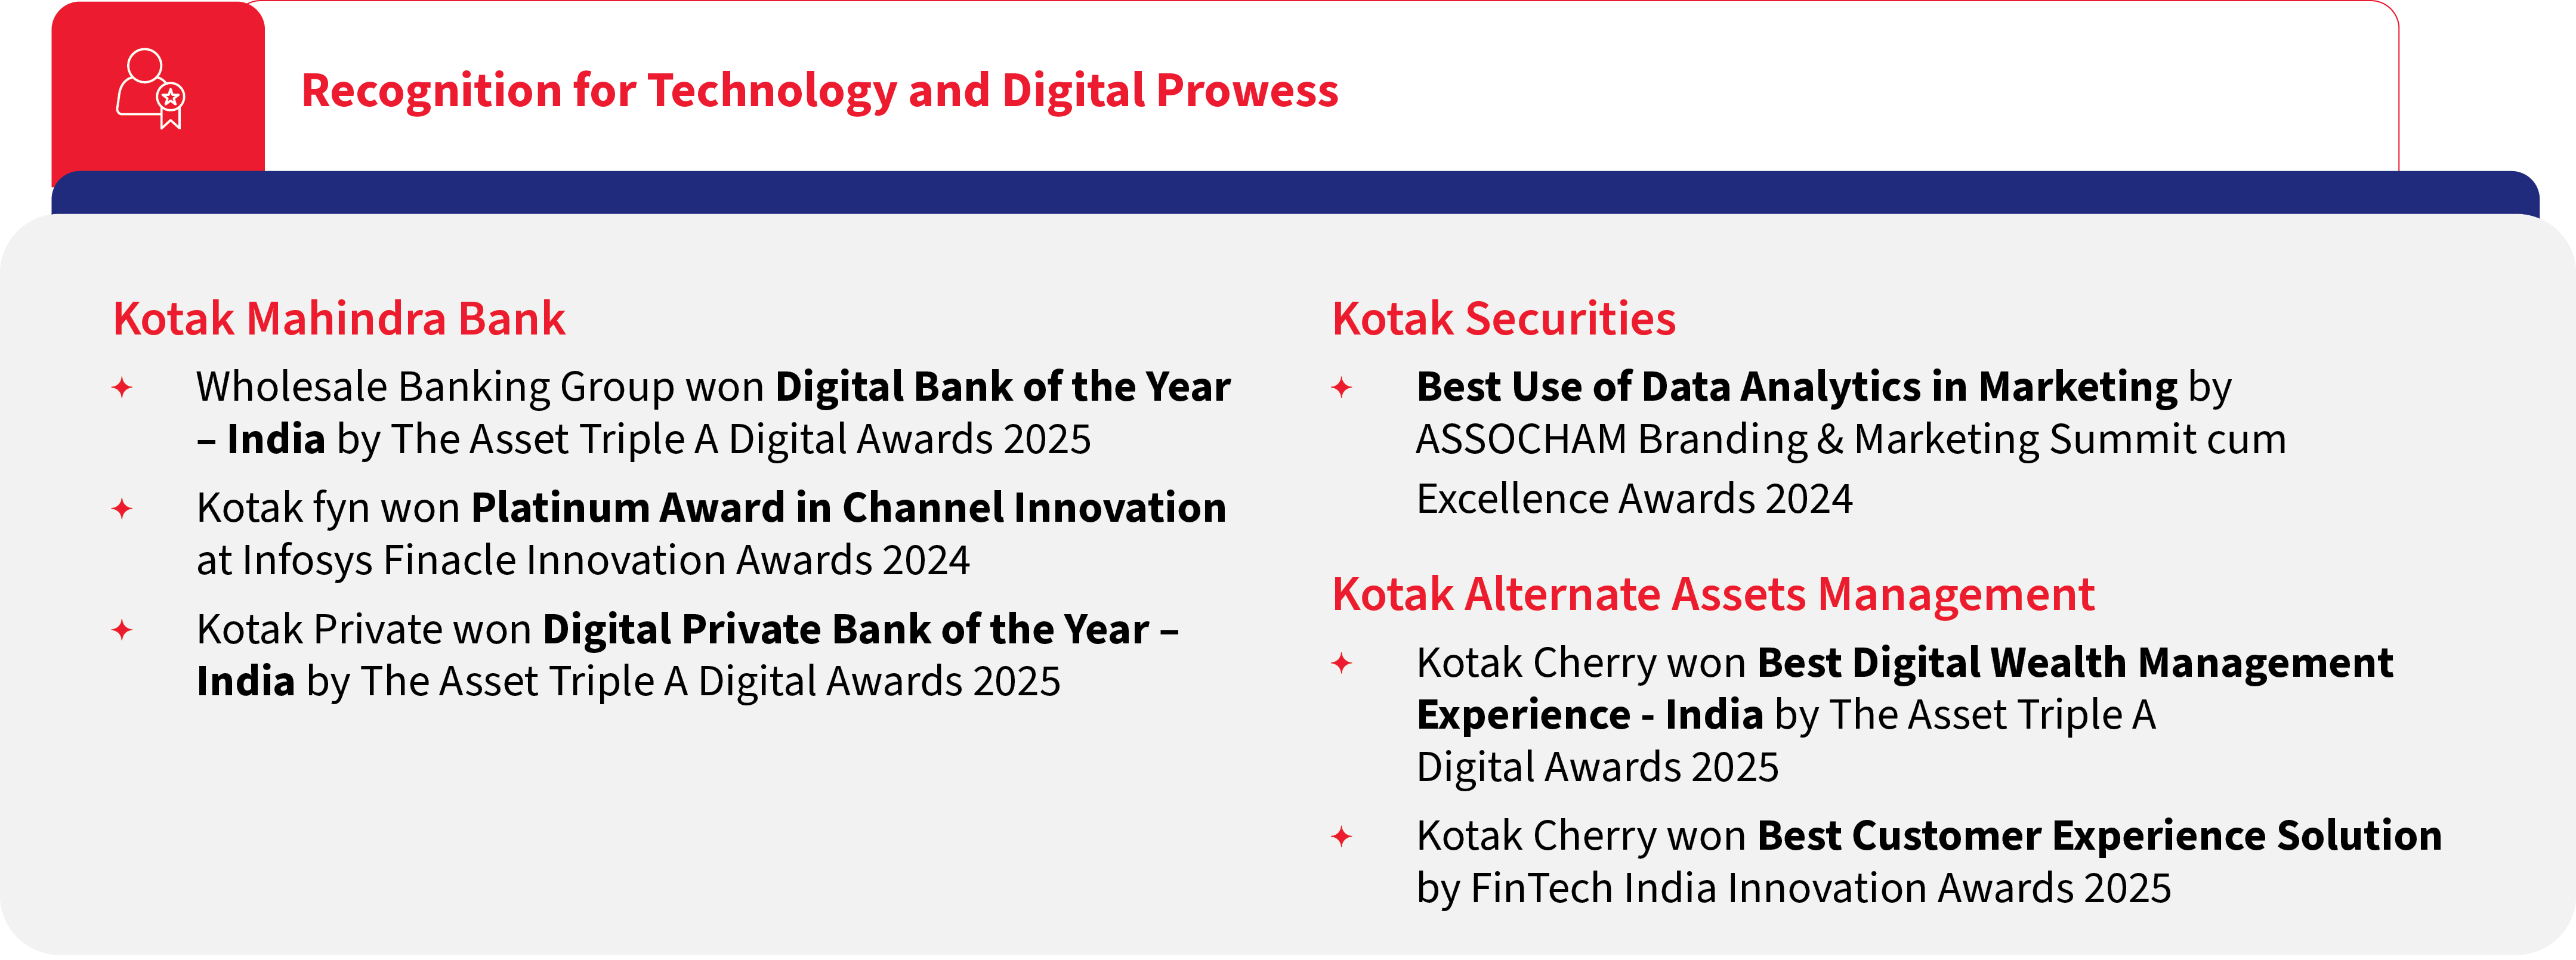 Recognition for Technology and Digital Prowess
Kotak Mahindra Bank
Wholesale Banking Group won Digital Bank of the Year
– India by The Asset Triple A Digital Awards 2025
Kotak fyn won Platinum Award in Channel Innovation
at Infosys Finacle Innovation Awards 2024
Kotak Private won Digital Private Bank of the Year –
India by The Asset Triple A Digital Awards 2025
Kotak Securities
Best Use of Data Analytics in Marketing by
ASSOCHAM Branding & Marketing Summit cum
Excellence Awards 2024
Kotak Alternate Assets Management
Kotak Cherry won Best Digital Wealth Management
Experience - India by The Asset Triple A
Digital Awards 2025
Kotak Cherry won Best Customer Experience Solution
by FinTech India Innovation Awards 2025